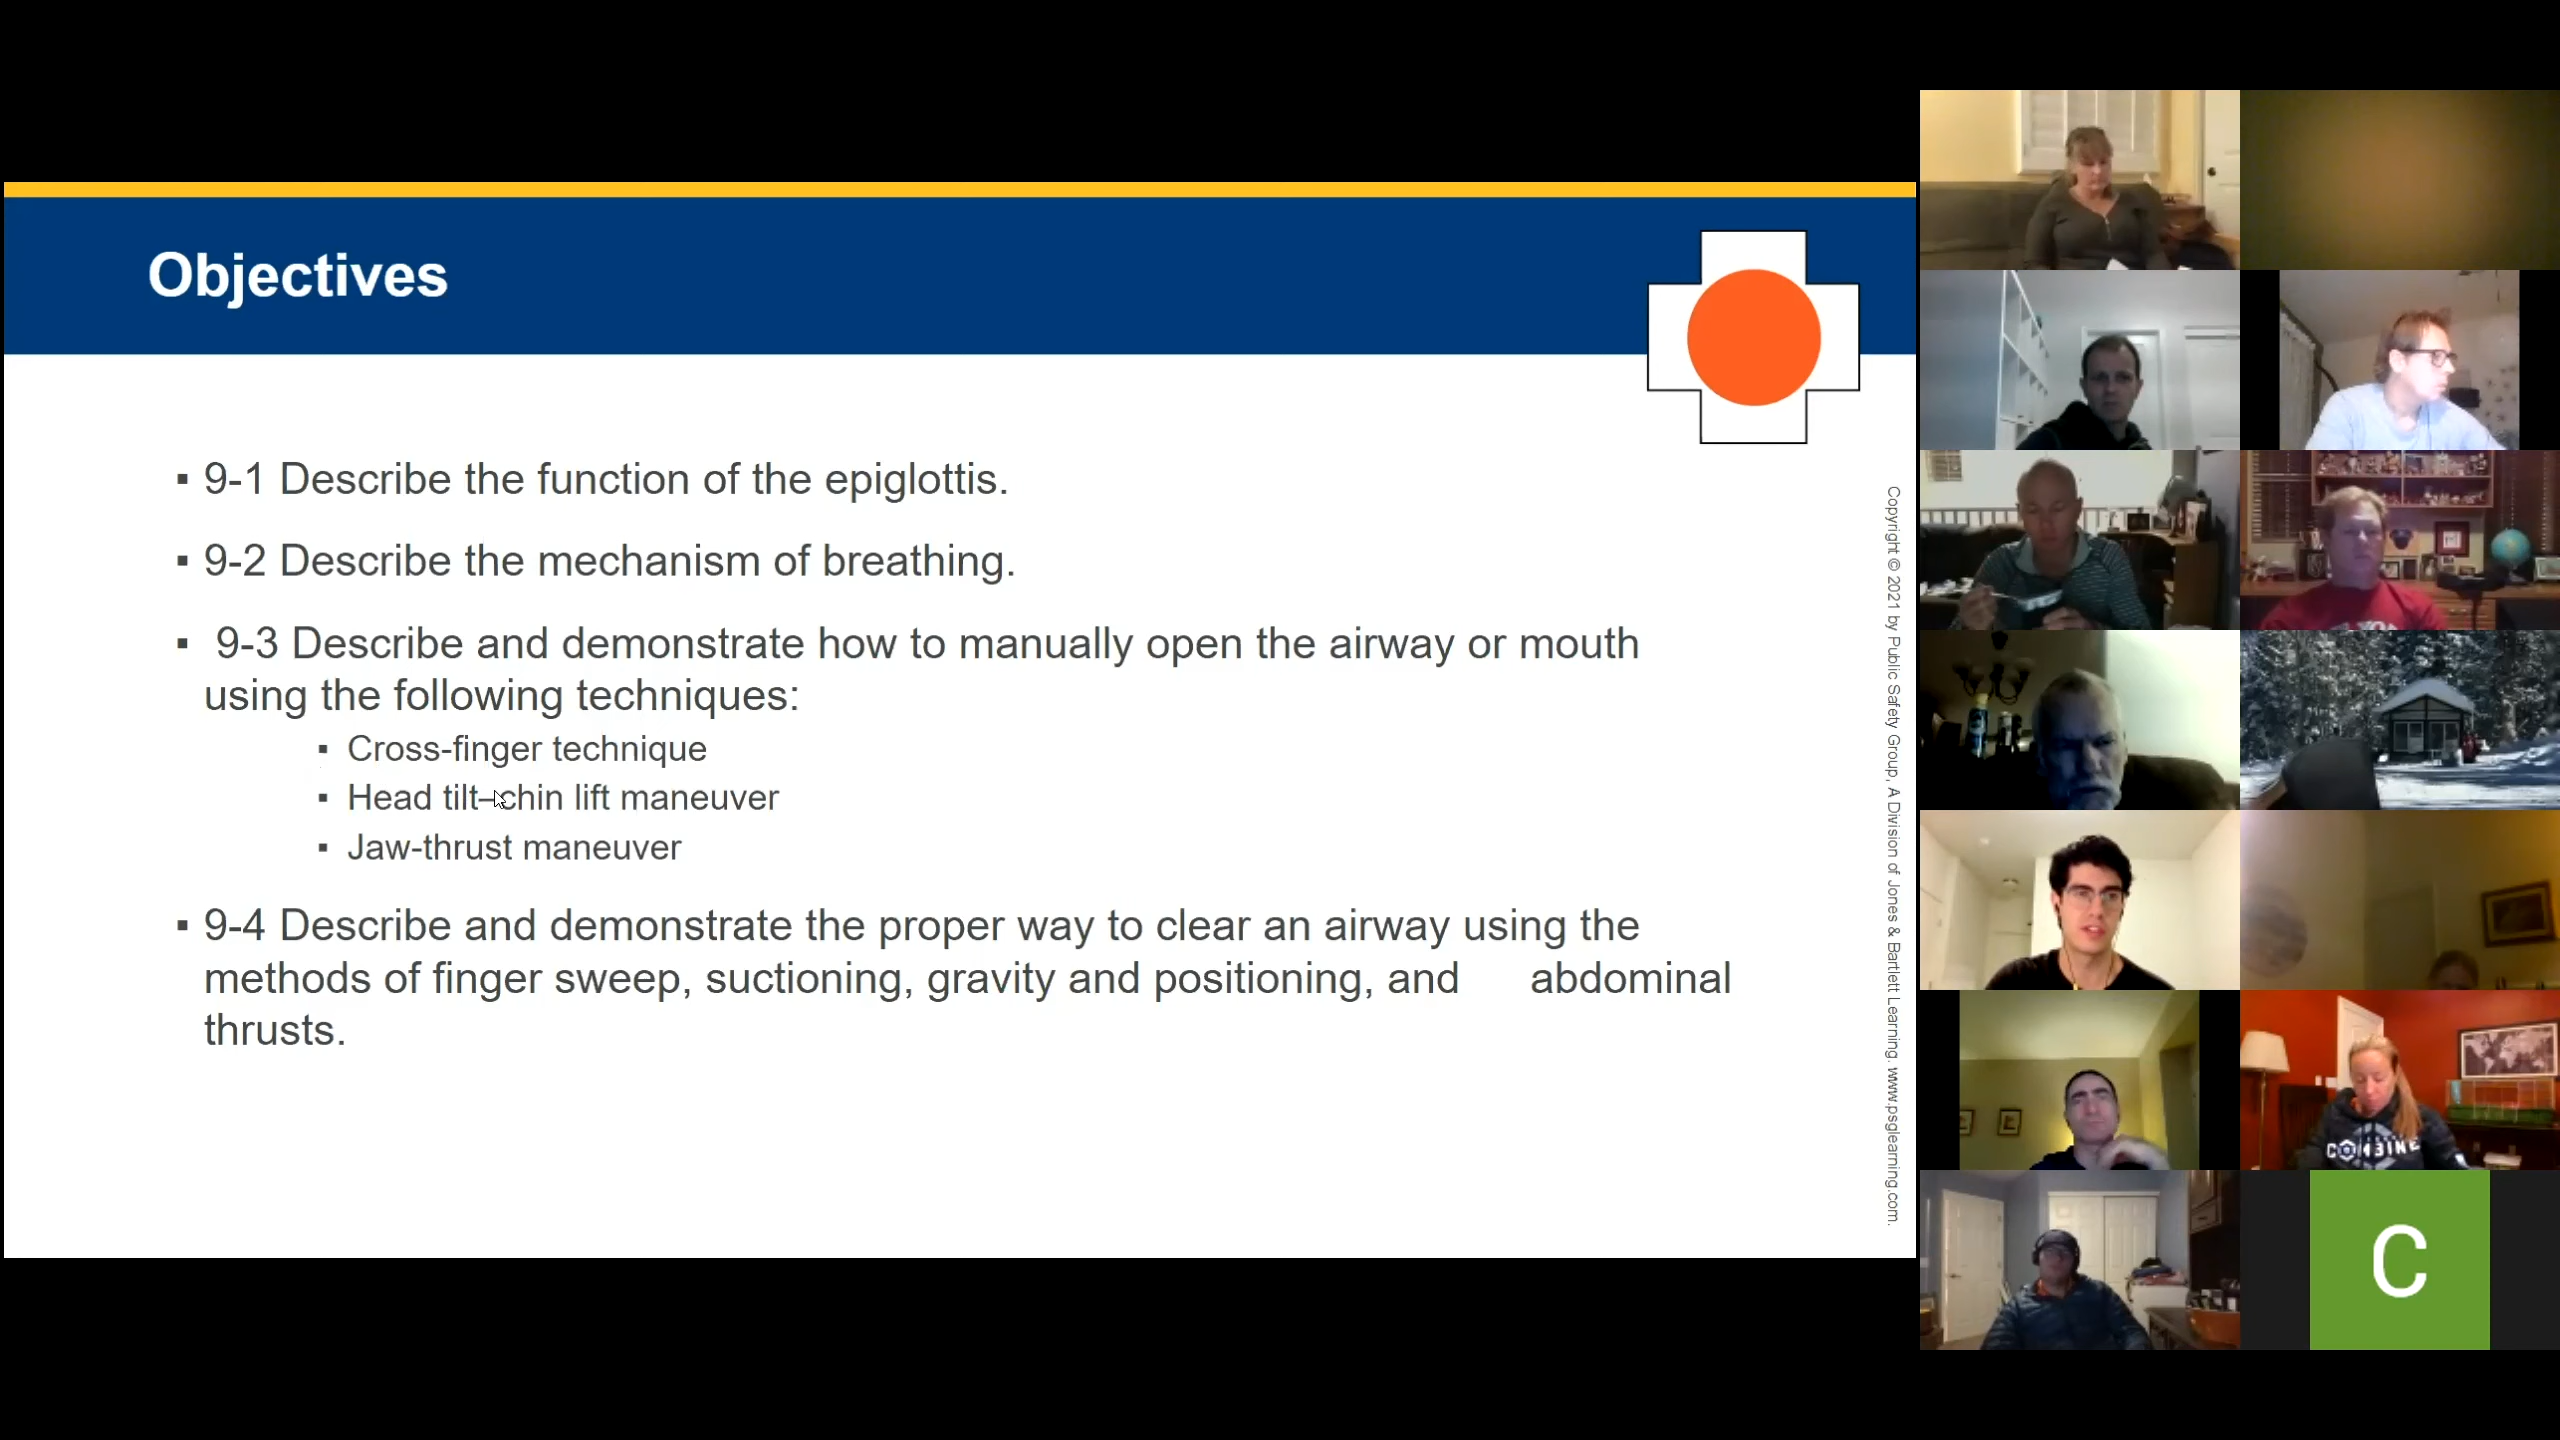 Objectives
▪ 9-1 Describe the function of the epiglottis.
▪ 9-2 Describe the mechanism of breathing.
▪ 9-3 Describe and demonstrate how to manually open the airway or mouth
using the following techniques:
▪ Cross-finger technique
▪ Head tilt–chin lift maneuver
▪ Jaw-thrust maneuver
▪ 9-4 Describe and demonstrate the proper way to clear an airway using the
methods of finger sweep, suctioning, gravity and positioning, and abdominal
thrusts.
Copyright © 2021 by Public Safety Group, A Division of Jones & Bartlett Learning. www.psglearning.com.
COMBINE
C